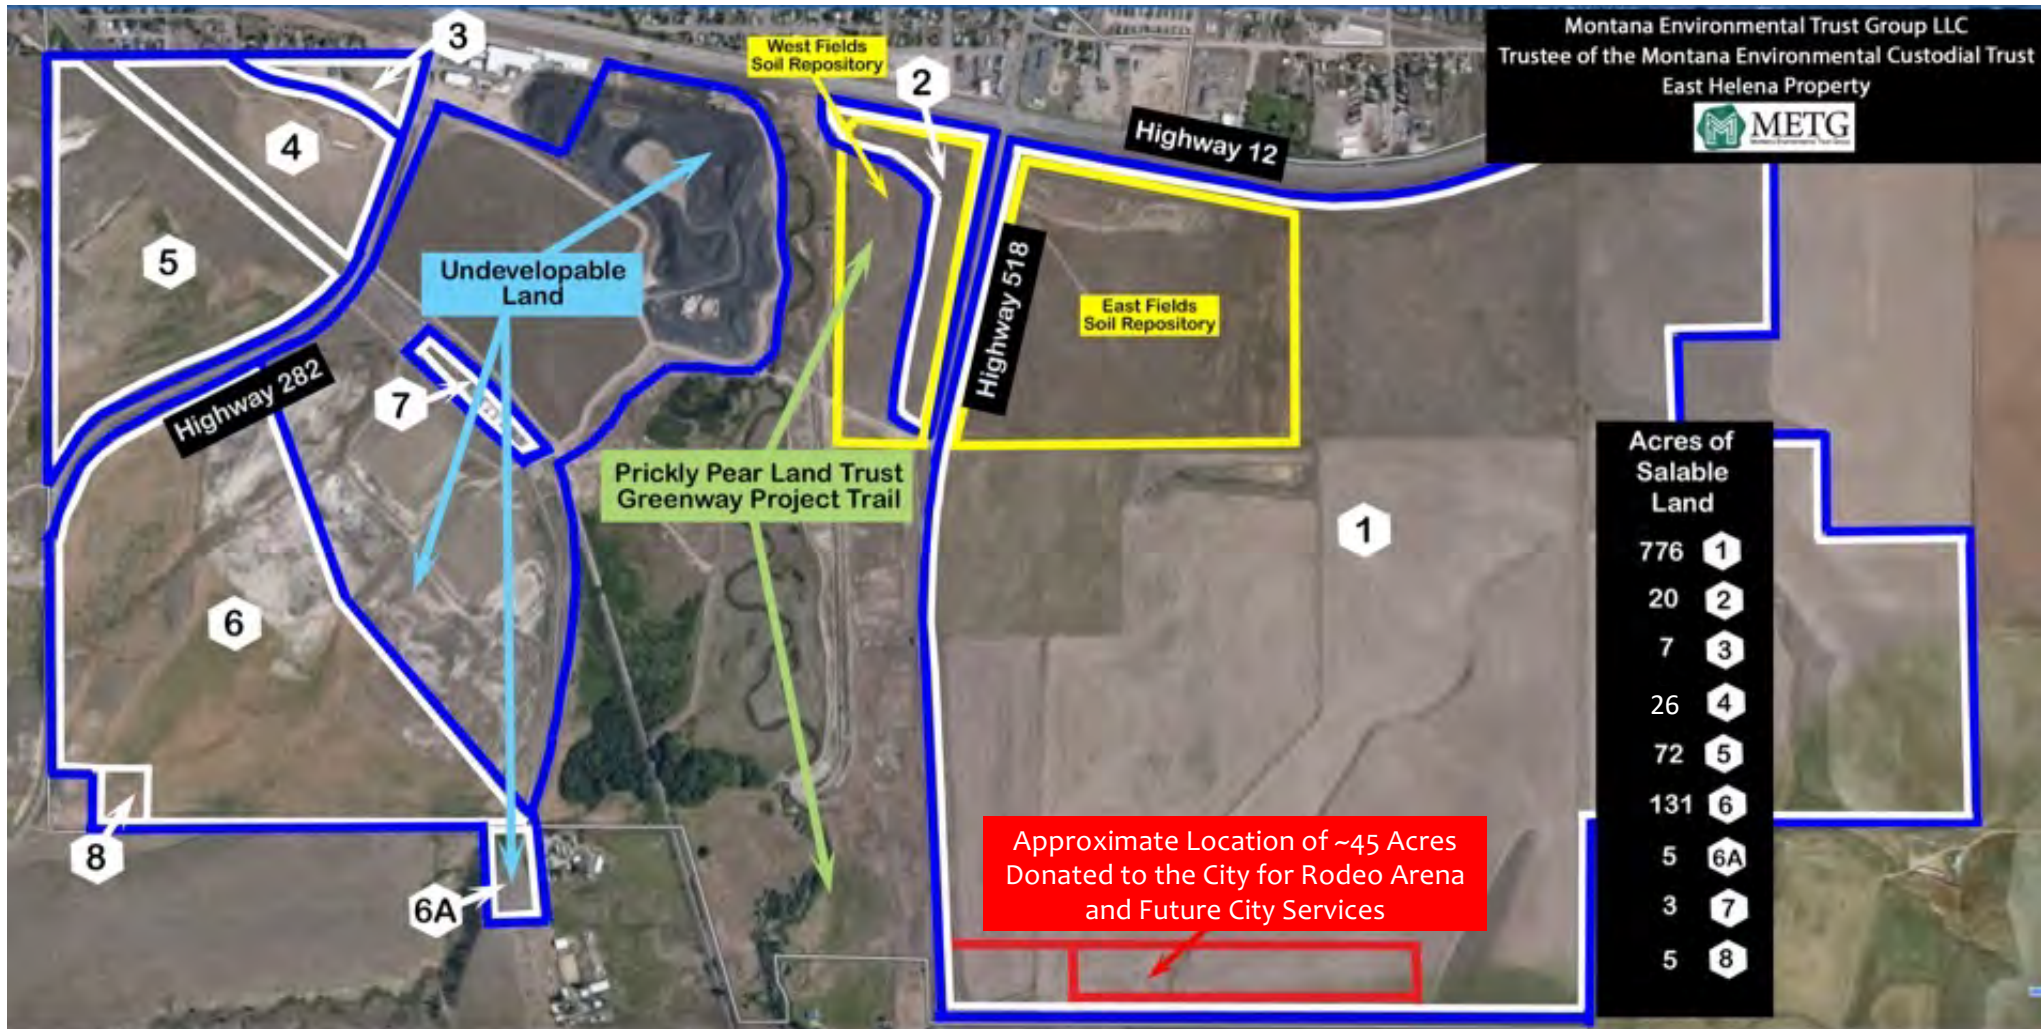 Montana Environmental Trust Group LLC
Trustee of the Montana Environmental Custodial Trust
East Helena Property
METG
Montana Environmental Trust Group
3
West Fields
Soil Repository
2
4
Highway 12
5
Undevelopable
Land
Highway 518
East Fields
Soil Repository
Highway 282
7
Prickly Pear Land Trust
Greenway Project Trail
1
6
8
6A
Approximate Location of ~45 Acres
Donated to the City for Rodeo Arena
and Future City Services
Acres of
Salable
Land
776 1
20 2
7 3
26 4
72 5
131 6
5 6A
3 7
5 8